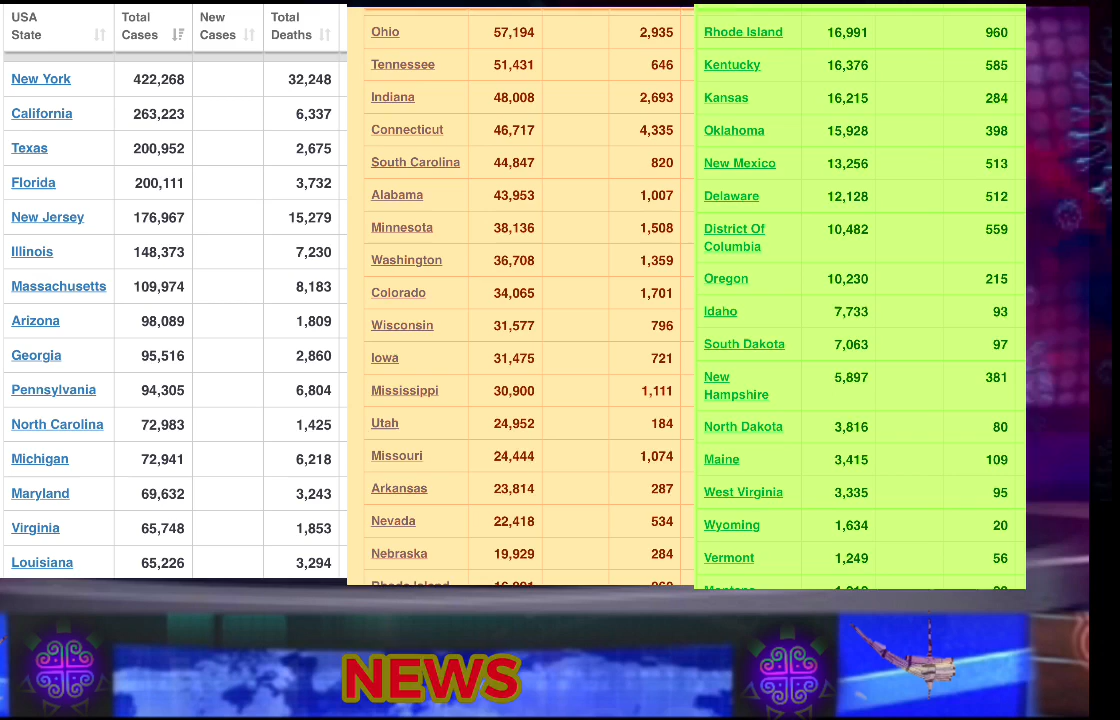 USA State Total Cases New Cases Total Deaths
New York 422,268 32,248
California 263,223 6,337
Texas 200,952 2,675
Florida 200,111 3,732
New Jersey 176,967 15,279
Illinois 148,373 7,230
Massachusetts 109,974 8,183
Arizona 98,089 1,809
Georgia 95,516 2,860
Pennsylvania 94,305 6,804
North Carolina 72,983 1,425
Michigan 72,941 6,218
Maryland 69,632 3,243
Virginia 65,748 1,853
Louisiana 65,226 3,294
Ohio 57,194 2,935
Tennessee 51,431 646
Indiana 48,008 2,693
Connecticut 46,717 4,335
South Carolina 44,847 820
Alabama 43,953 1,007
Minnesota 38,136 1,508
Washington 36,708 1,359
Colorado 34,065 1,701
Wisconsin 31,577 796
Iowa 31,475 721
Mississippi 30,900 1,111
Utah 24,952 184
Missouri 24,444 1,074
Arkansas 23,814 287
Nevada 22,418 534
Nebraska 19,929 284
Rhode Island 16,991 960
Rhode Island 16,991 960
Kentucky 16,376 585
Kansas 16,215 284
Oklahoma 15,928 398
New Mexico 13,256 513
Delaware 12,128 512
District Of Columbia 10,482 559
Oregon 10,230 215
Idaho 7,733 93
South Dakota 7,063 97
New Hampshire 5,897 381
North Dakota 3,816 80
Maine 3,415 109
West Virginia 3,335 95
Wyoming 1,634 20
Vermont 1,249 56
Montana
NEWS